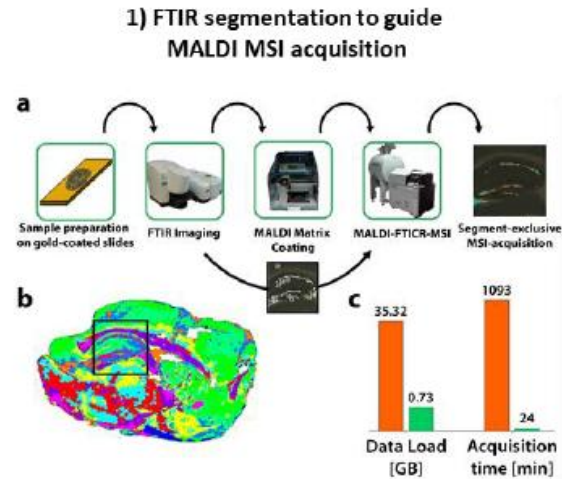 1) FTIR segmentation to guide
MALDI MSI acquisition
a
Sample preparation
on gold-coated slides
FTIR Imaging
MALDI Matrix
Coating
MALDI-FTICR-MSI
Segment-exclusive
MSI-acquisition
b
c
35.32
0.73
Data Load
[GB]
1093
24
Acquisition
time [min]